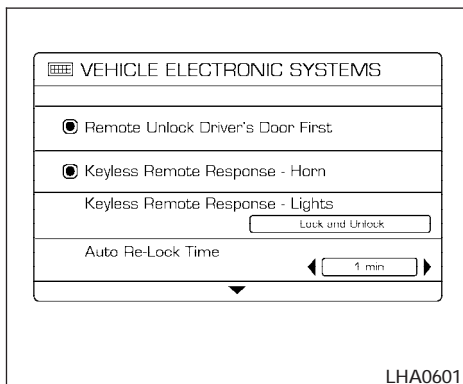 VEHICLE ELECTRONIC SYSTEMS
Remote Unlock Driver's Door First
Keyless Remote Response - Horn
Keyless Remote Response - Lights
Lock and Unlock
Auto Re-Lock Time
1 min
LHA0601